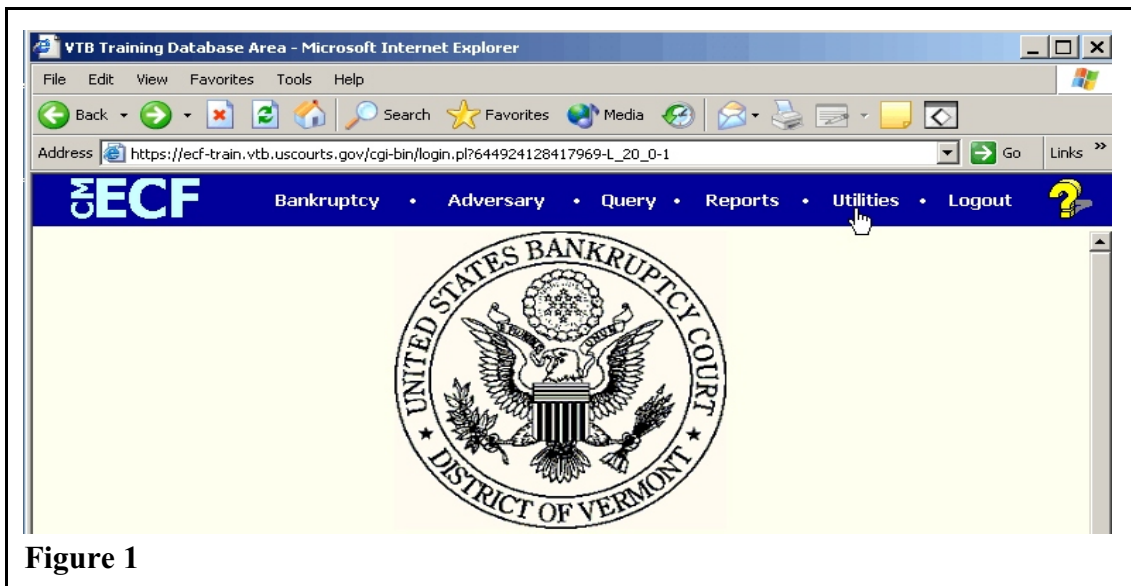 VTB Training Database Area - Microsoft Internet Explorer
File Edit View Favorites Tools Help
Back Search Favorites Media
Address https://ecf-train.vtb.uscourts.gov/cgi-bin/login.pl?644924128417969-L_20_0-1 Go Links »
CM ECF Bankruptcy • Adversary • Query • Reports • Utilities • Logout ?
UNITED STATES BANKRUPTCY COURT
★ DISTRICT OF VERMONT ★
Figure 1